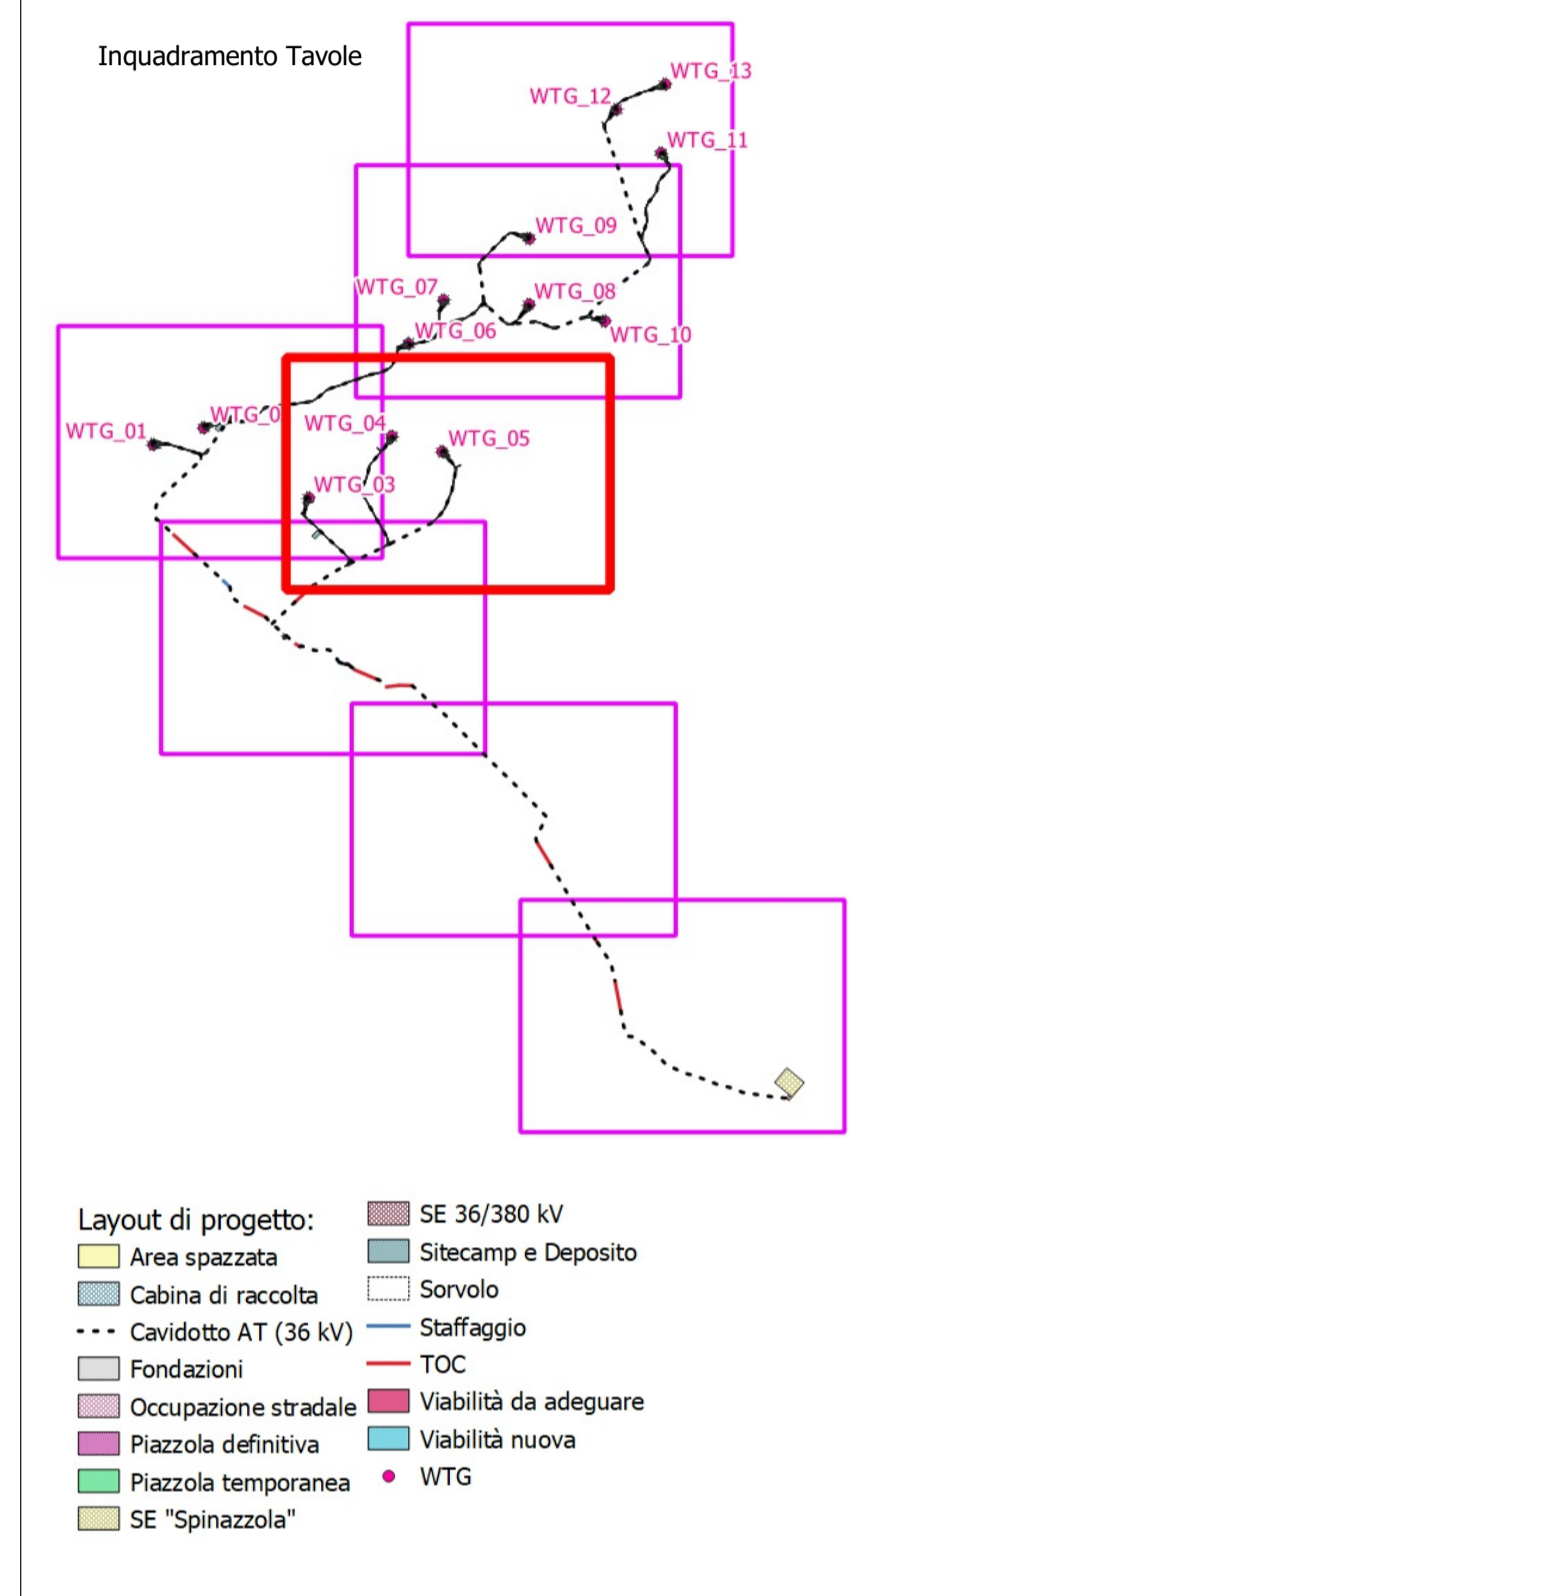 Inquadramento Tavole
WTG_13
WTG_12
WTG_11
WTG_09
WTG_07
WTG_08
WTG_06
WTG_10
WTG_0
WTG_04
WTG_01
WTG_05
WTG_03
Layout di progetto:
Area spazzata
Cabina di raccolta
Cavidotto AT (36 kV)
Fondazioni
Occupazione stradale
Piazzola definitiva
Piazzola temporanea
SE "Spinazzola"
SE 36/380 kV
Sitecamp e Deposito
Sorvolo
Staffaggio
TOC
Viabilità da adeguare
Viabilità nuova
WTG